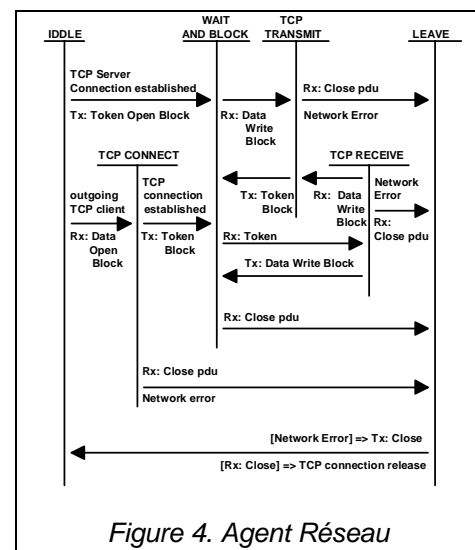 WAIT
AND BLOCK
TCP
TRANSMIT
IDDLE
LEAVE
TCP Server
Connection established
Tx: Token Open Block
Rx: Data
Write
Block
Rx: Close pdu
Network Error
TCP CONNECT
TCP RECEIVE
outgoing
TCP client
Rx: Data
Open
Block
TCP
connection
established
Tx: Token
Block
Tx: Token
Block
Rx: Data
Write
Block
Network
Error
Rx:
Close pdu
Rx: Token
Tx: Data Write Block
Rx: Close pdu
Rx: Close pdu
Network error
[Network Error] => Tx: Close
[Rx: Close] => TCP connection release
Figure 4. Agent Réseau